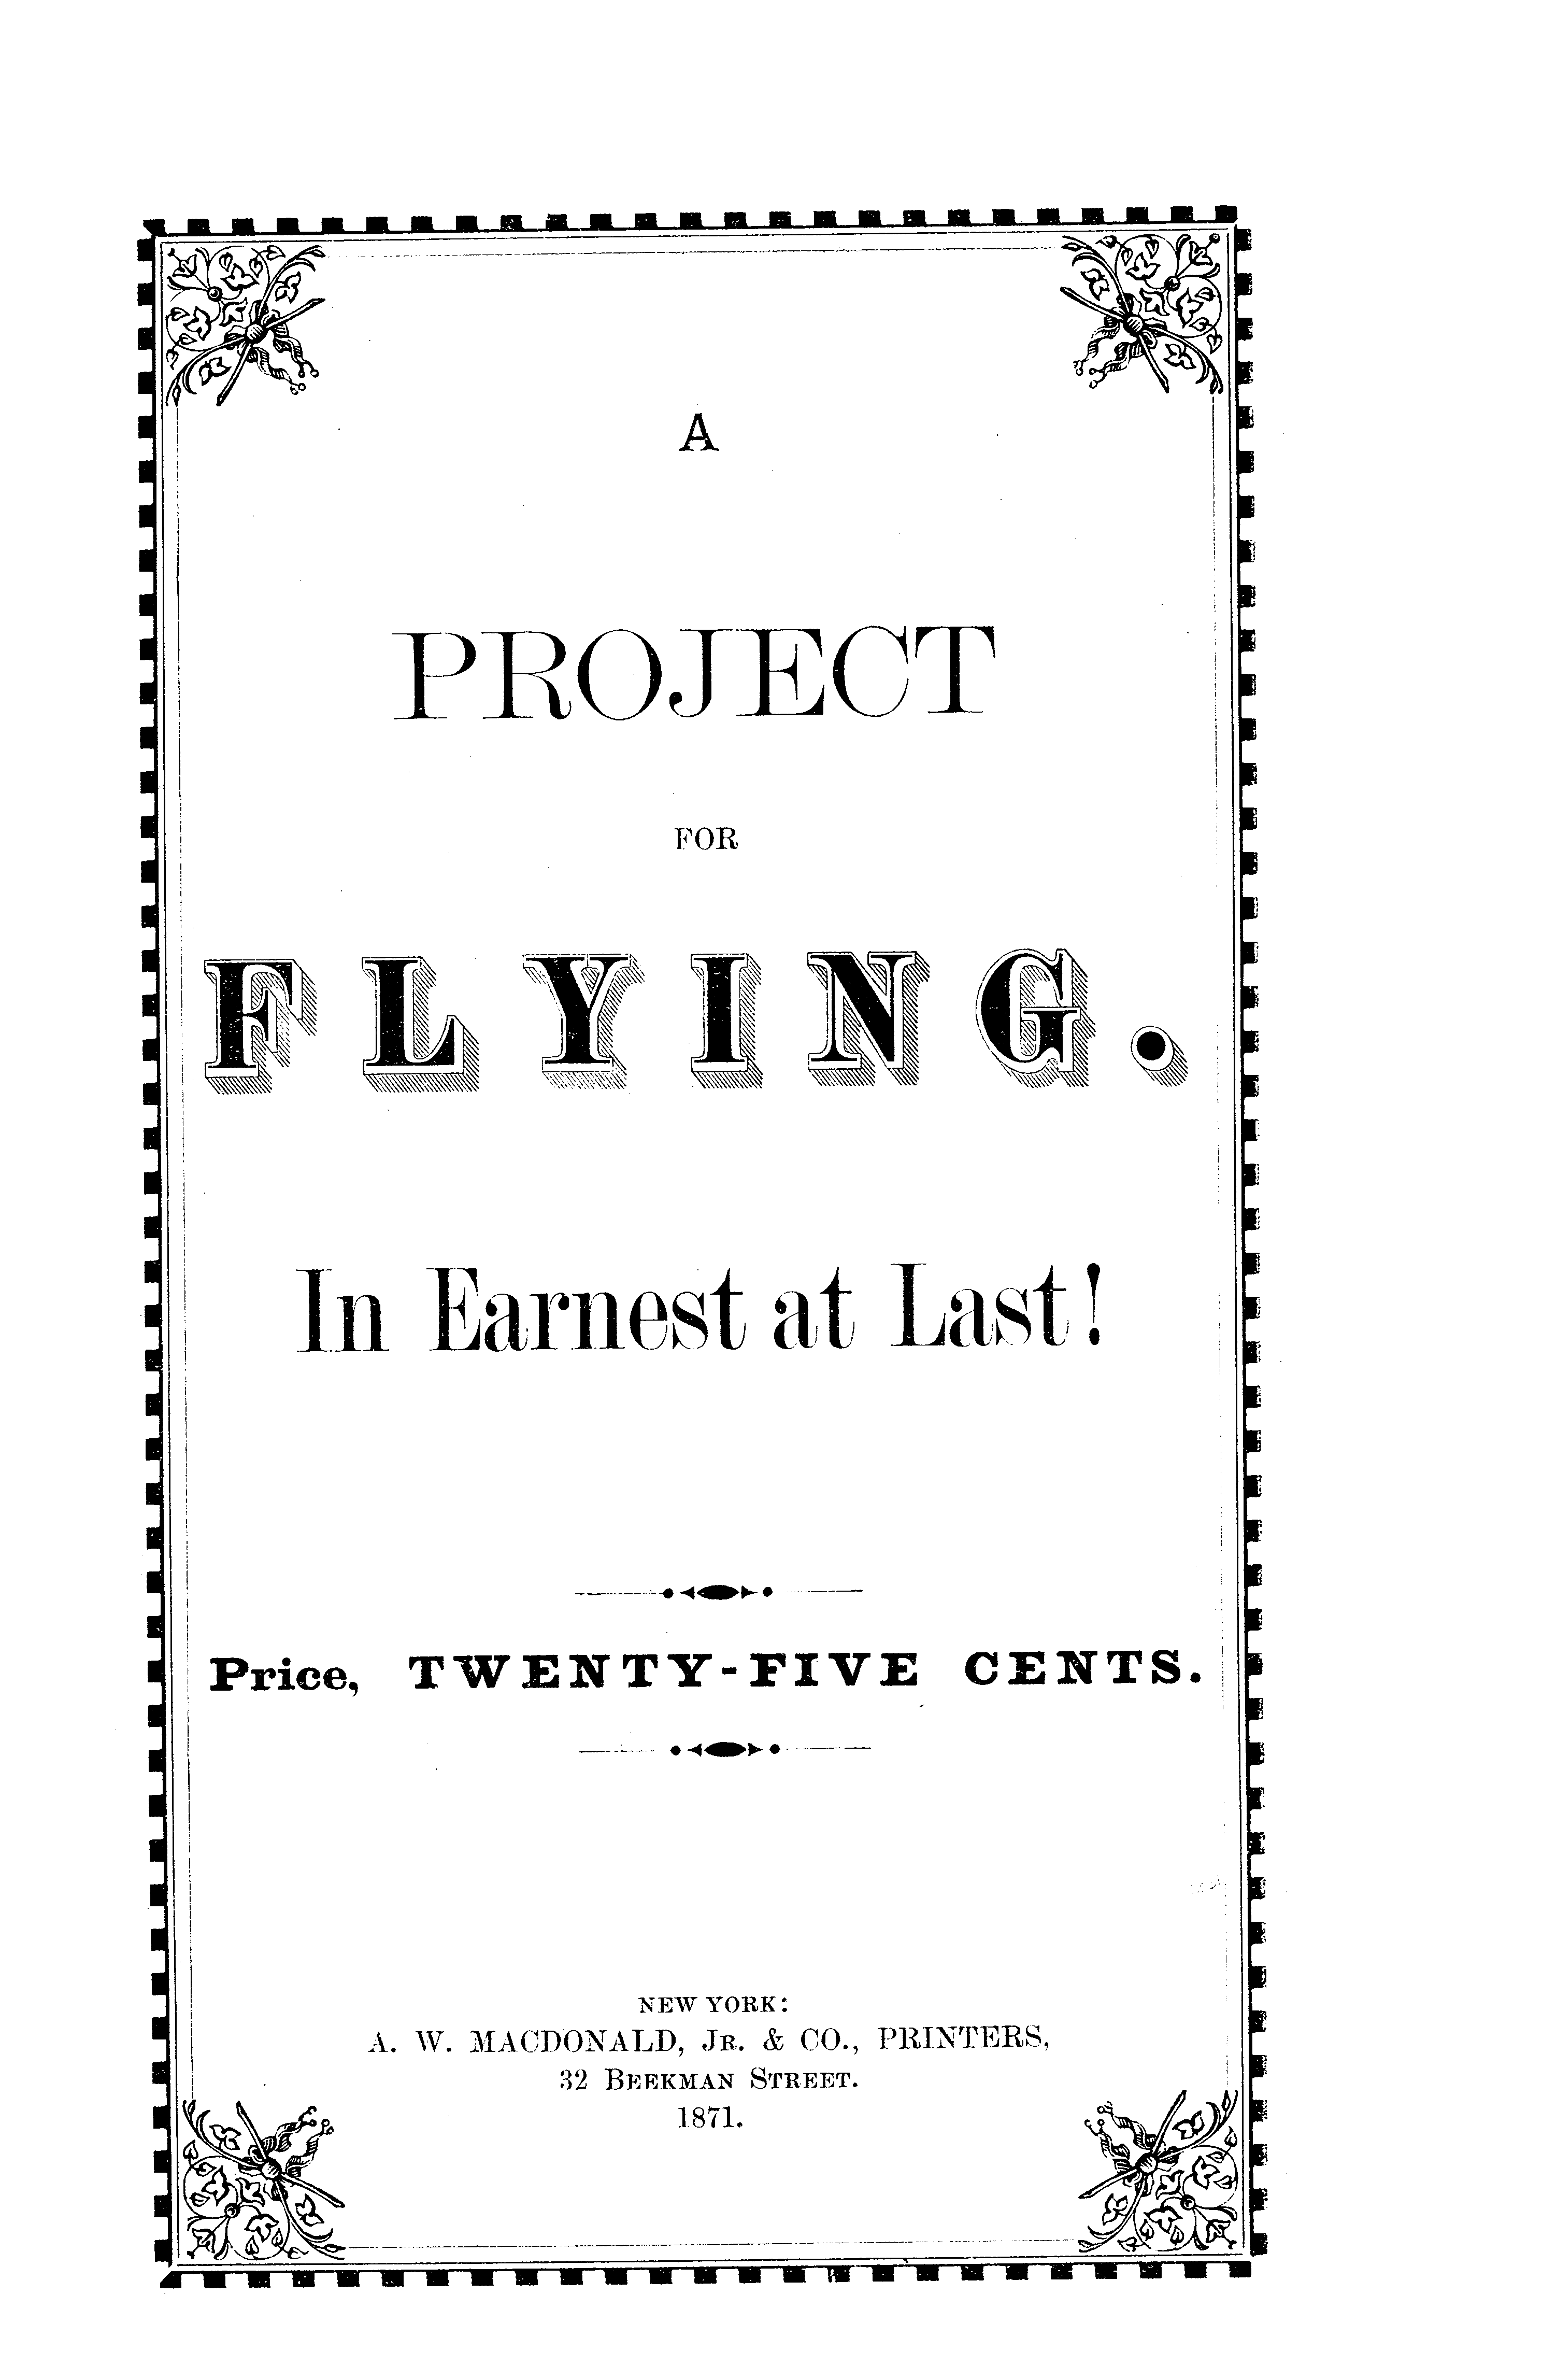 A
PROJECT
FOR
FLYING.
In Earnest at Last!
Price, TWENTY-FIVE CENTS.
NEW YORK:
A. W. MACDONALD, JR. & CO., PRINTERS,
32 BEEKMAN STREET.
1871.